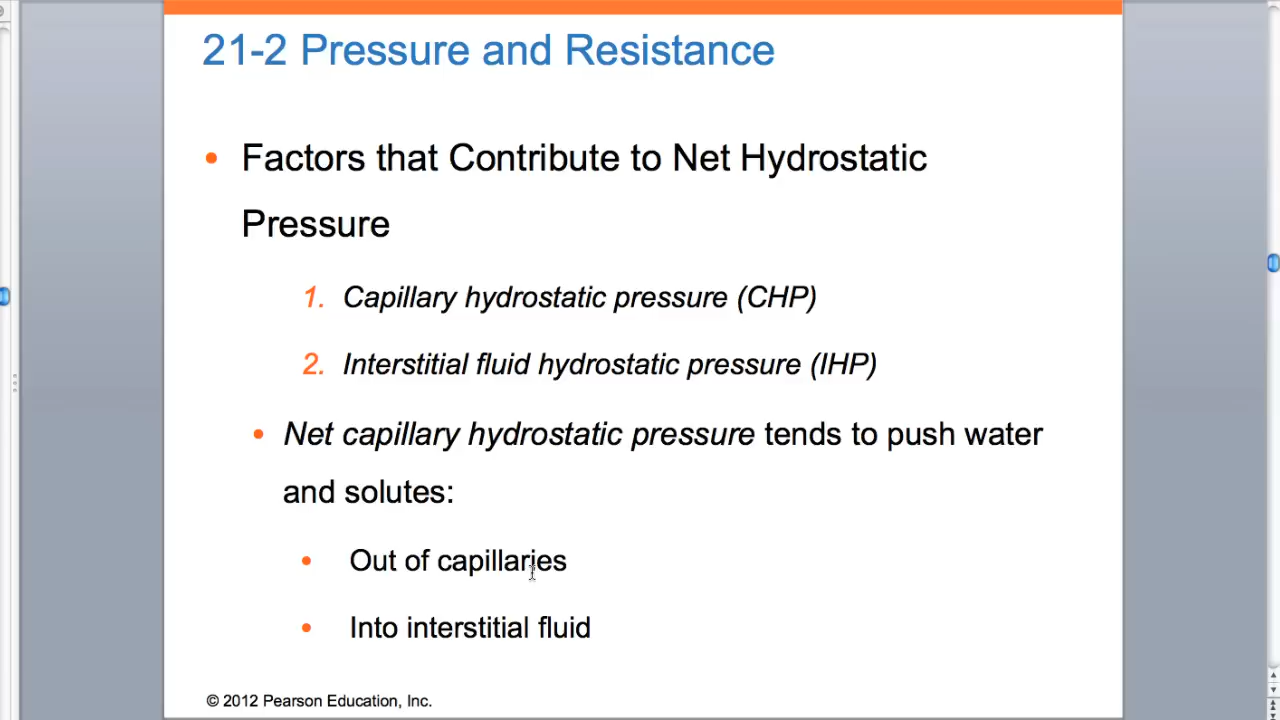 21-2 Pressure and Resistance
• Factors that Contribute to Net Hydrostatic
Pressure
1. Capillary hydrostatic pressure (CHP)
2. Interstitial fluid hydrostatic pressure (IHP)
• Net capillary hydrostatic pressure tends to push water
and solutes:
• Out of capillaries
• Into interstitial fluid
© 2012 Pearson Education, Inc.